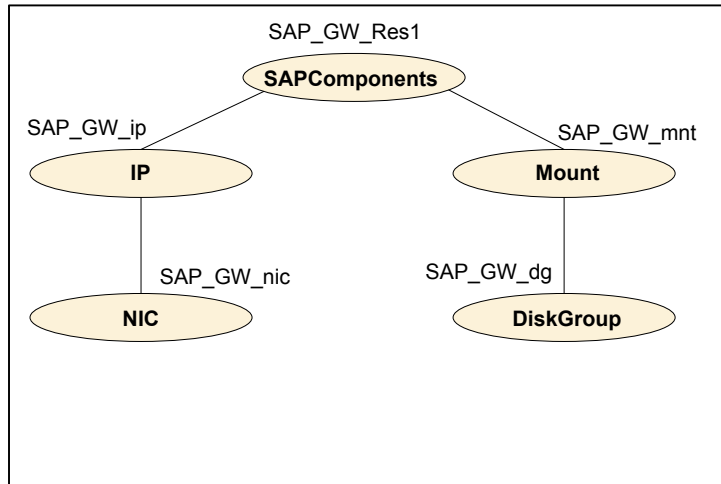 SAP_GW_Res1
SAPComponents
SAP_GW_ip
SAP_GW_mnt
IP
Mount
SAP_GW_nic
SAP_GW_dg
NIC
DiskGroup